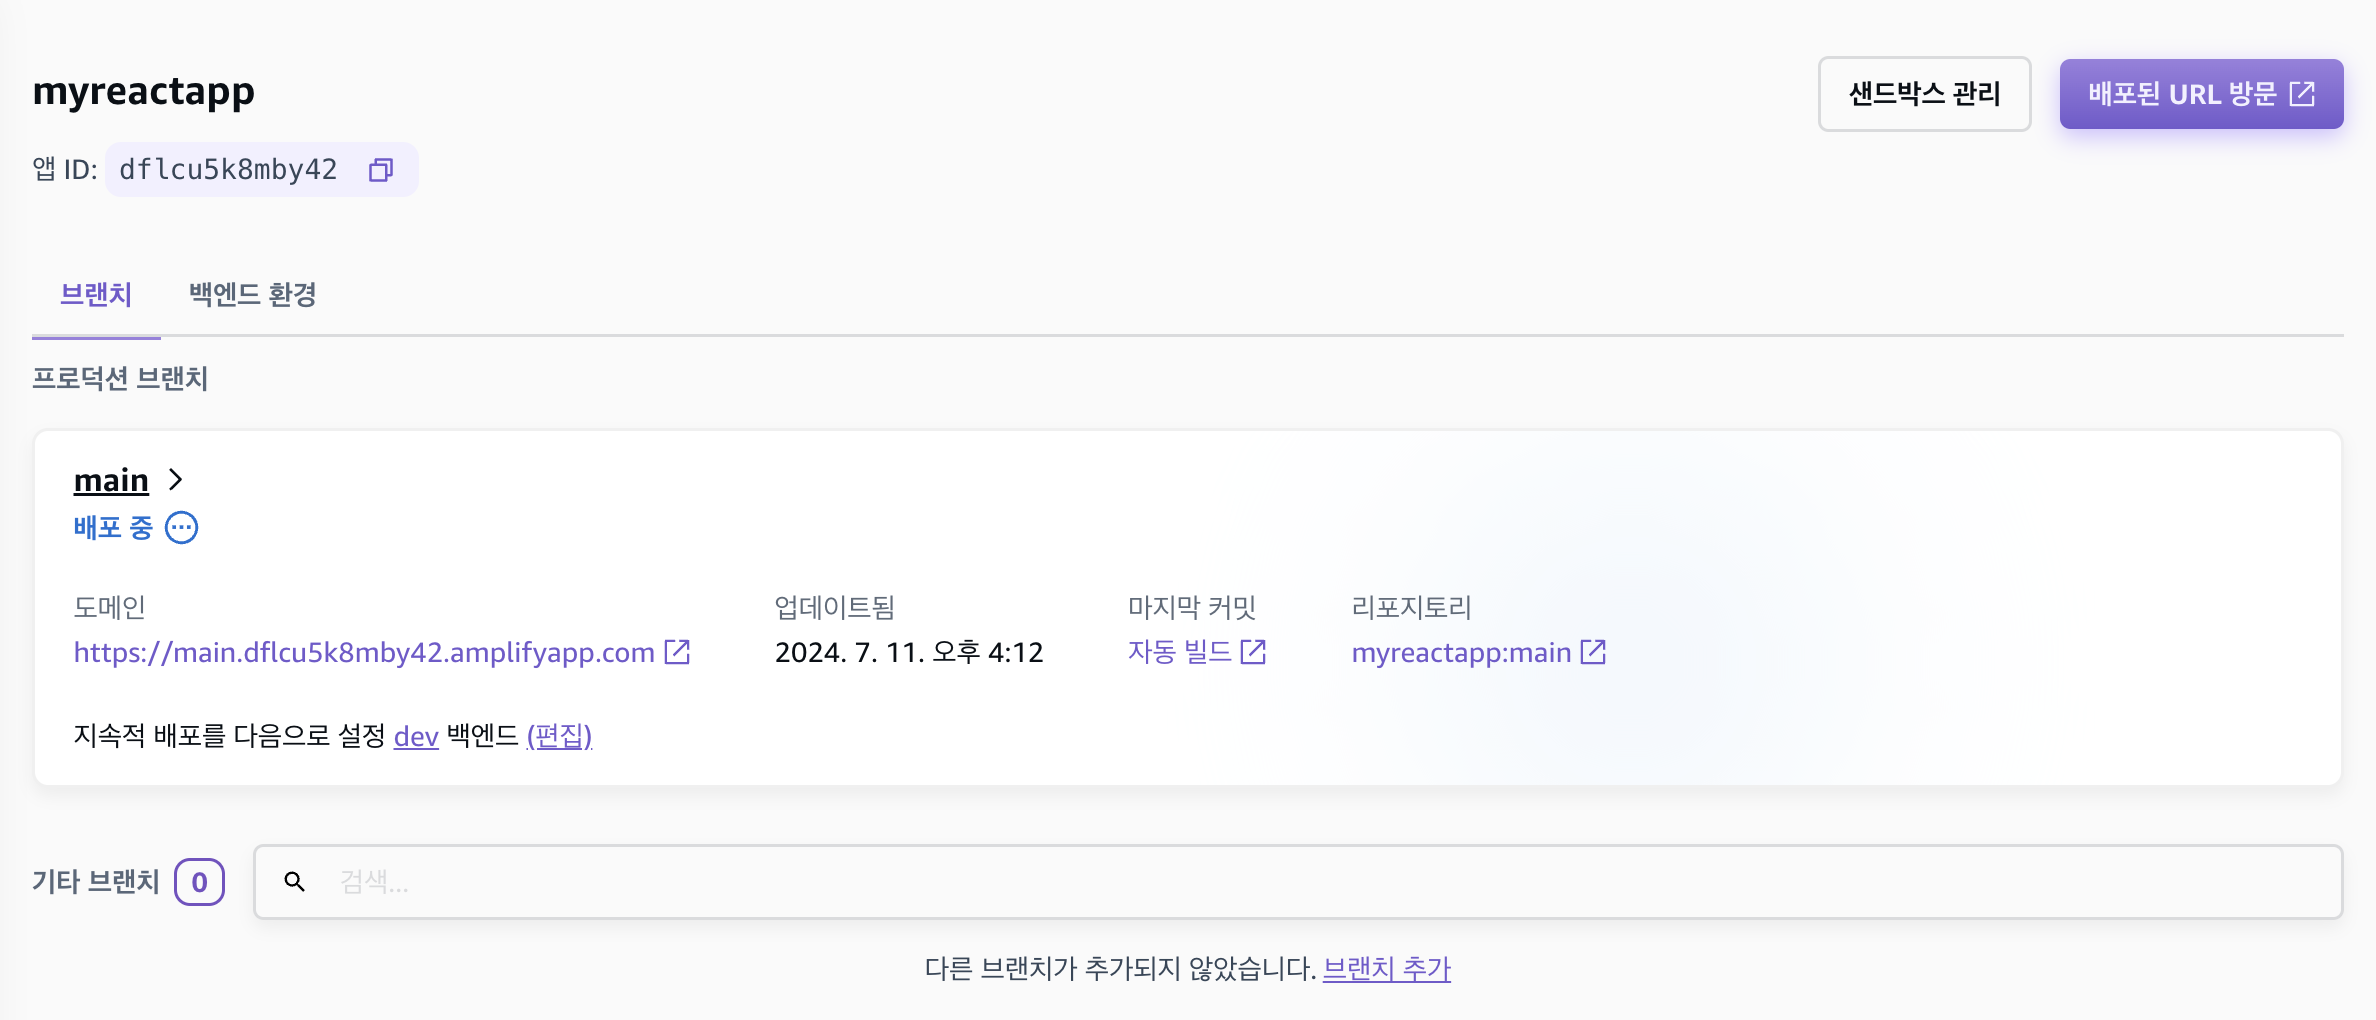 myreactapp
샌드박스 관리
배포된 URL 방문
앱 ID: dflcu5k8mby42
브랜치
백엔드 환경
프로덕션 브랜치
main
배포 중
도메인
업데이트됨
마지막 커밋
리포지토리
https://main.dflcu5k8mby42.amplifyapp.com
2024. 7. 11. 오후 4:12
자동 빌드
myreactapp:main
지속적 배포를 다음으로 설정 dev 백엔드 (편집)
기타 브랜치 0
검색...
다른 브랜치가 추가되지 않았습니다. 브랜치 추가